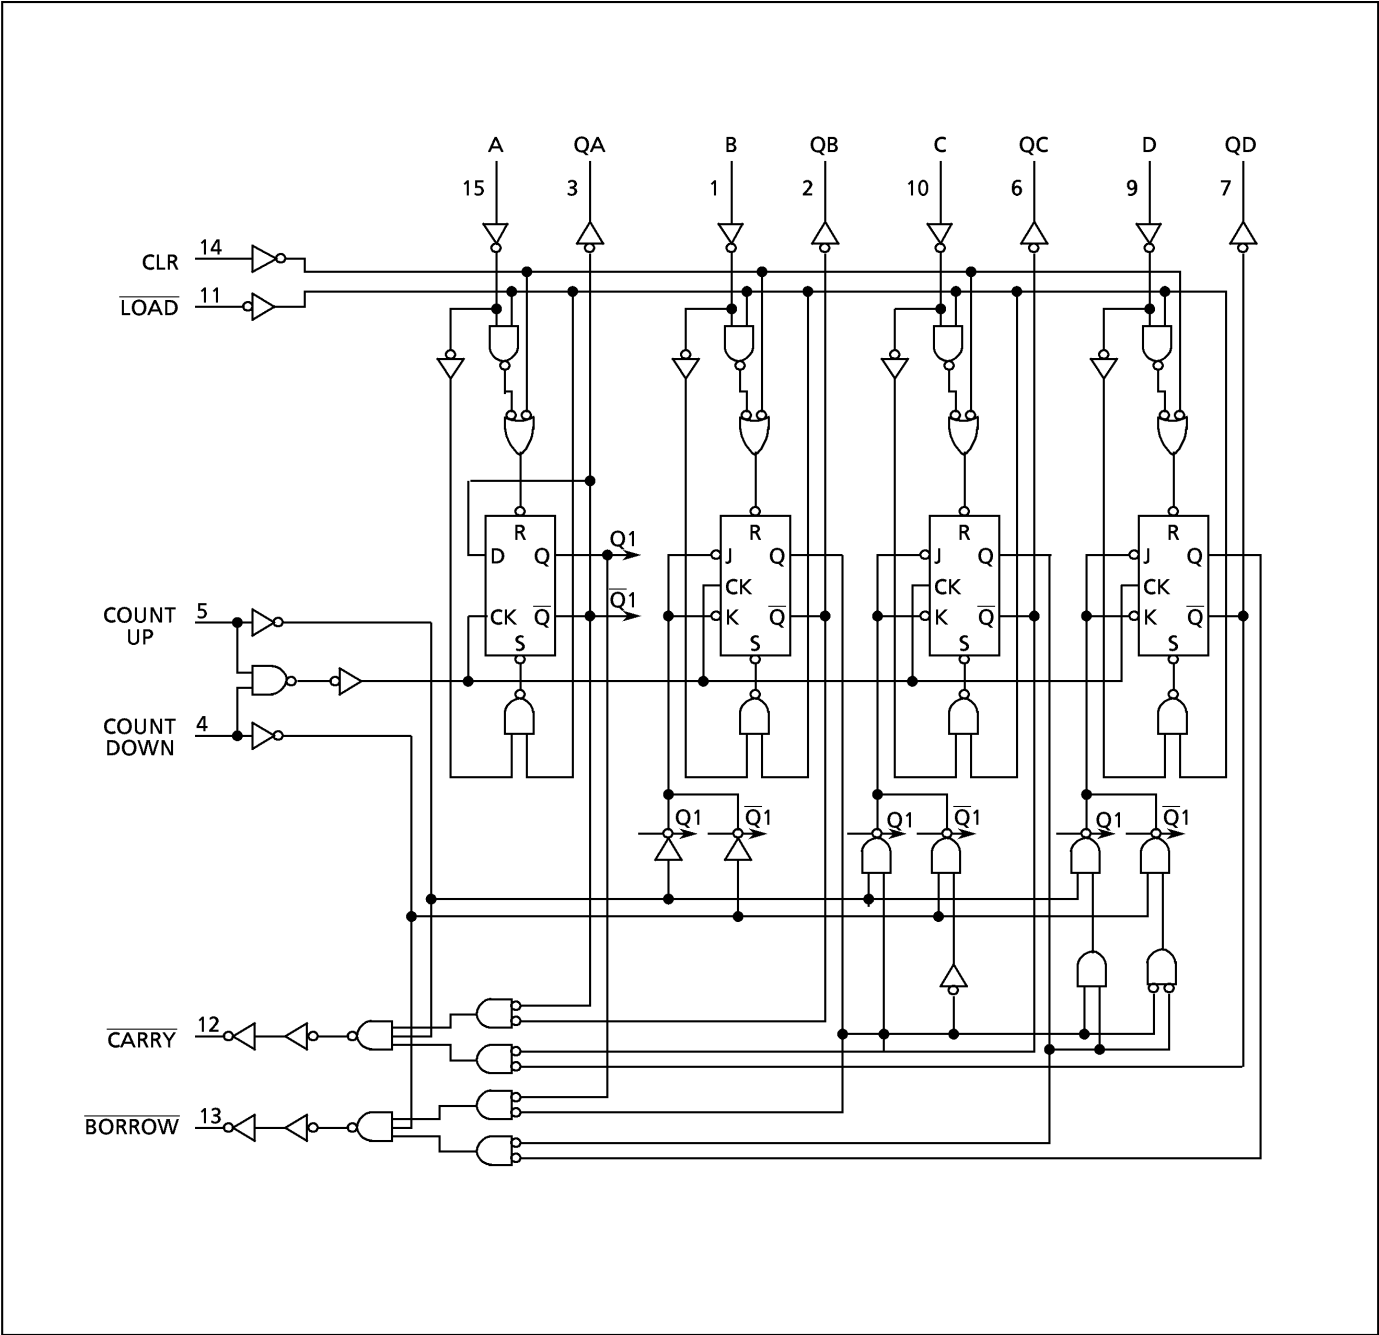 A QA B QB C QC D QD
15 3 1 2 10 6 9 7
CLR 14
LOAD 11
R R R R
D Q Q1 J Q J Q J Q
CK CK CK
CK Q Q1 K Q K Q K Q
S S S S
COUNT UP 5
COUNT DOWN 4
Q1 Q1 Q1 Q1 Q1 Q1
CARRY 12
BORROW 13